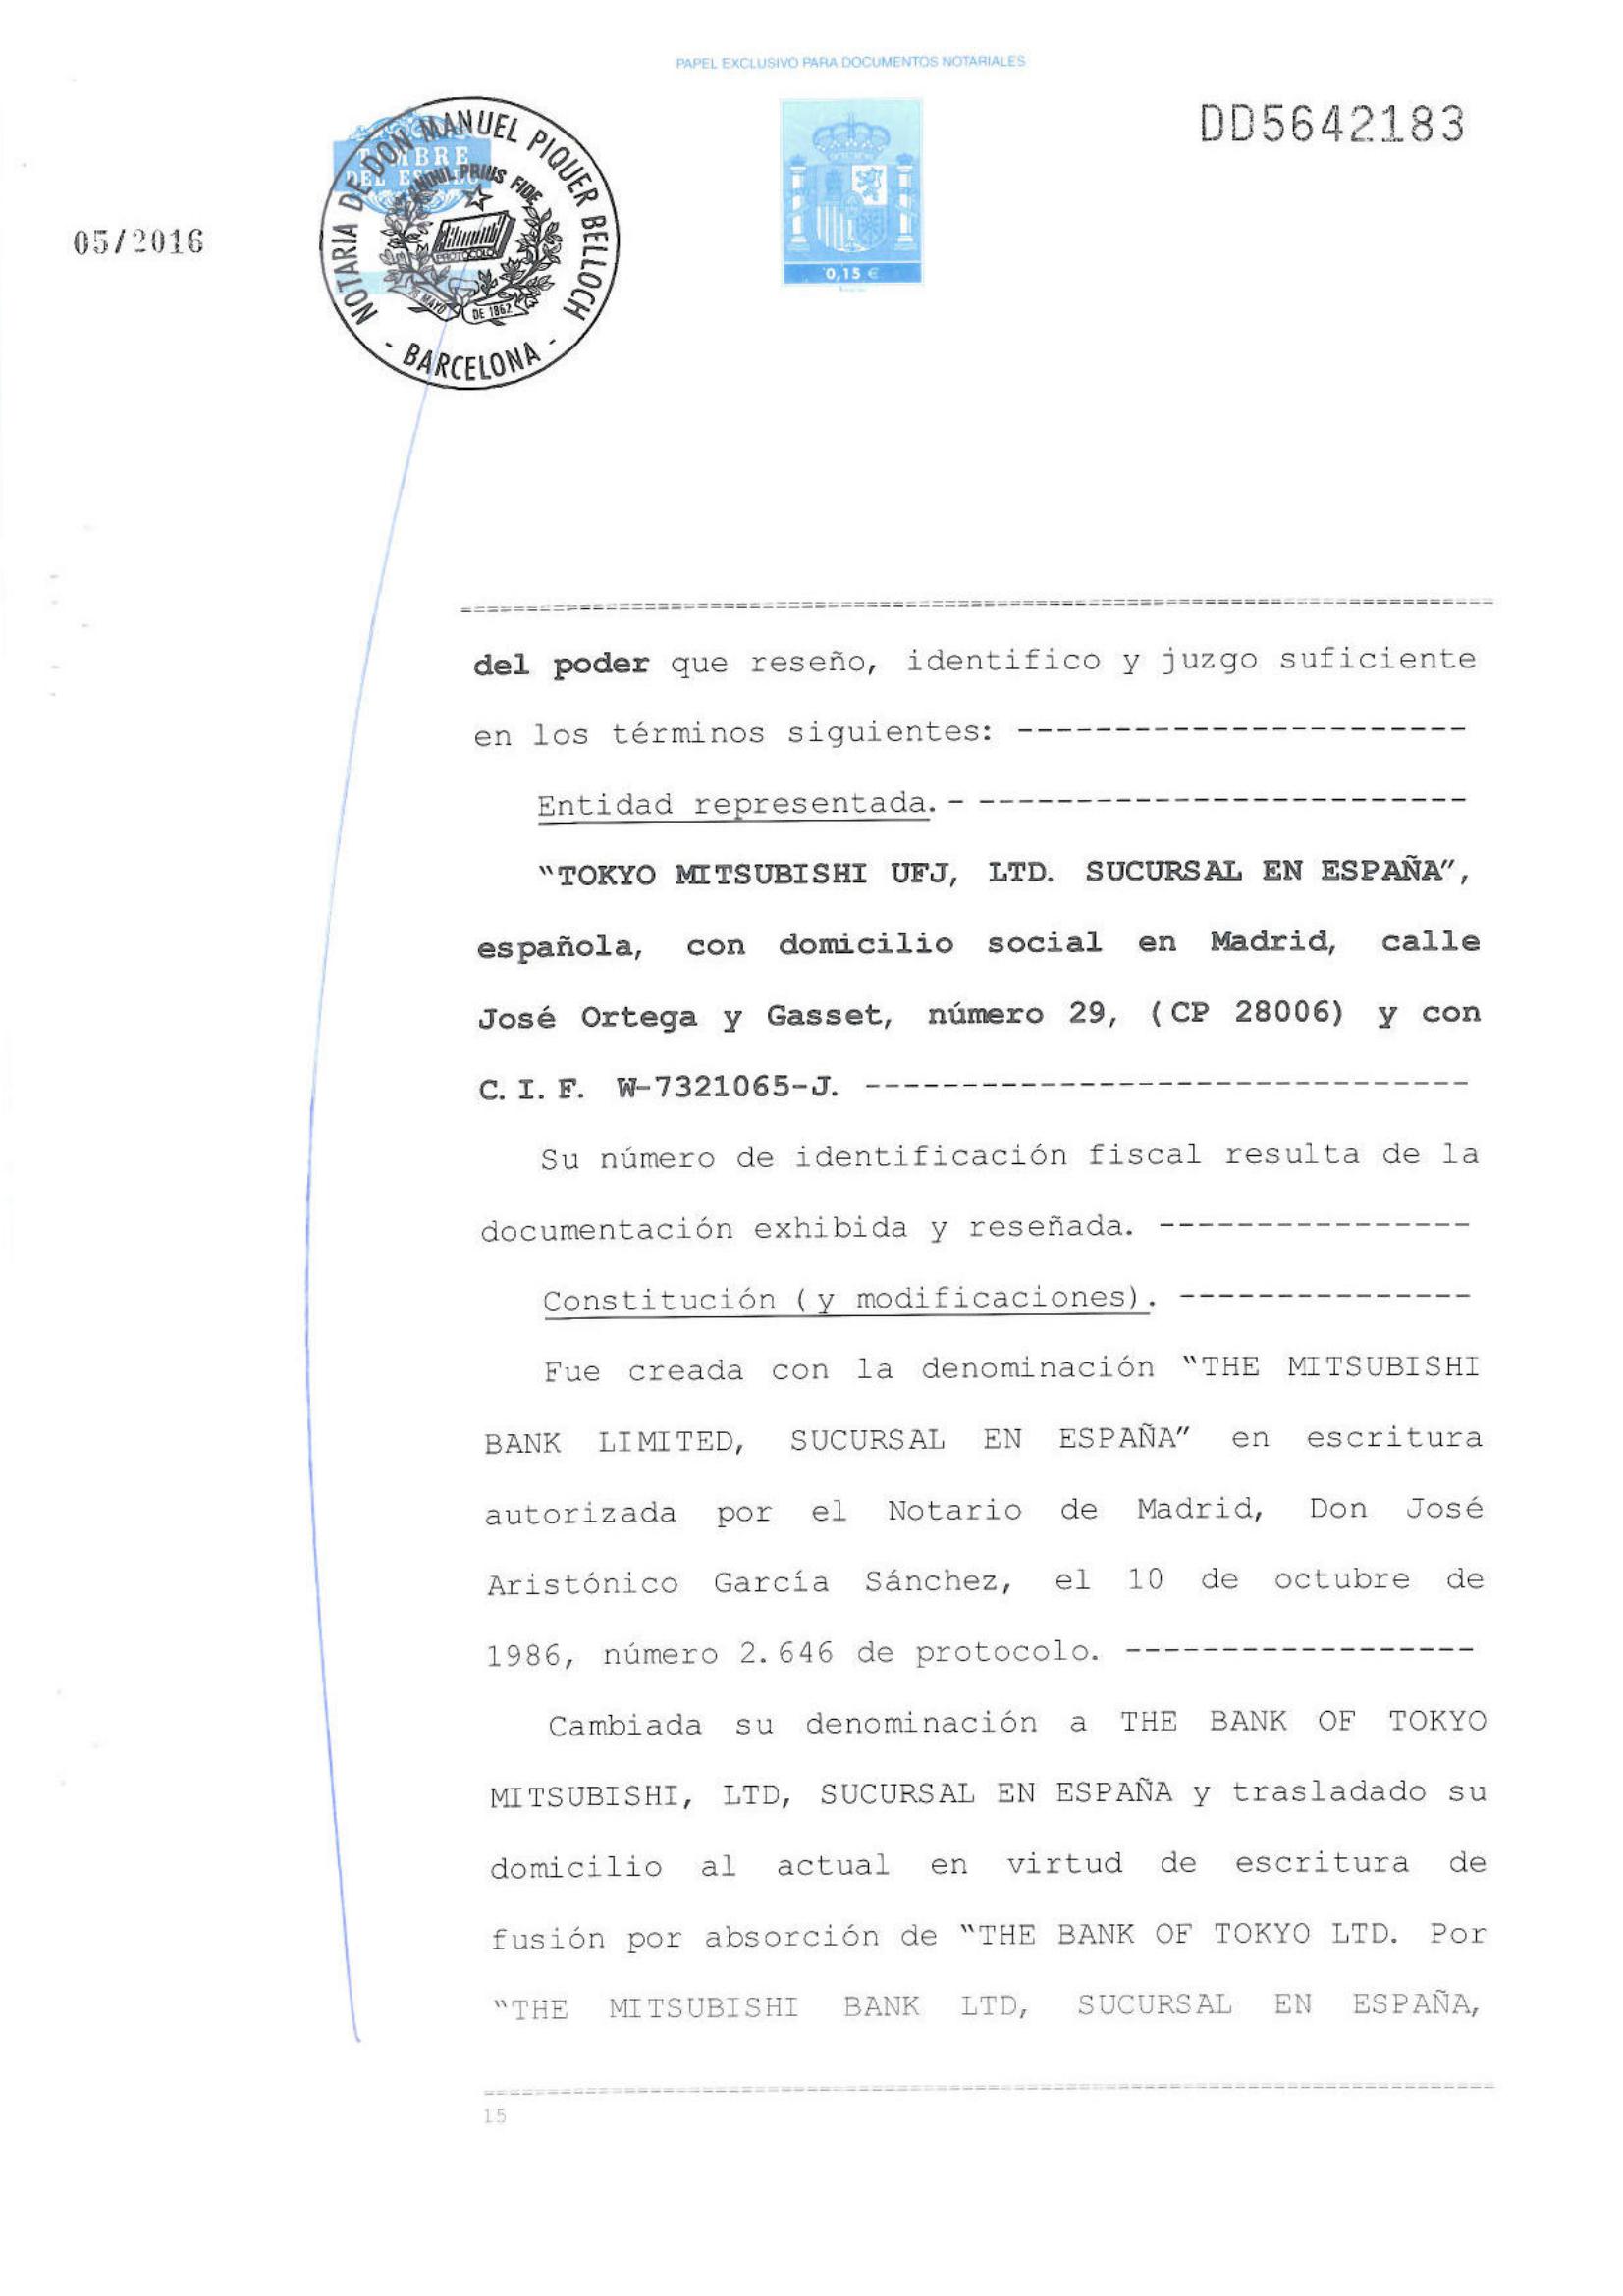 PAPEL EXCLUSIVO PARA DOCUMENTOS NOTARIALES
DD5642183
05/2016
NOTARIA DE DON MANUEL PIQUER BELLOCH
- BARCELONA -
TIMBRE
DEL ESTADO
NIHIL PRIUS FIDE
PROTOCOLO
28 MAYO
DE 1862
0,15 €
del poder que reseño, identifico y juzgo suficiente
en los términos siguientes: -----------------------
Entidad representada. - -------------------------
“TOKYO MITSUBISHI UFJ, LTD. SUCURSAL EN ESPAÑA”,
española, con domicilio social en Madrid, calle
José Ortega y Gasset, número 29, (CP 28006) y con
C.I.F. W-7321065-J. -------------------------------
Su número de identificación fiscal resulta de la
documentación exhibida y reseñada. ----------------
Constitución (y modificaciones). ---------------
Fue creada con la denominación “THE MITSUBISHI
BANK LIMITED, SUCURSAL EN ESPAÑA” en escritura
autorizada por el Notario de Madrid, Don José
Aristónico García Sánchez, el 10 de octubre de
1986, número 2.646 de protocolo. ------------------
Cambiada su denominación a THE BANK OF TOKYO
MITSUBISHI, LTD, SUCURSAL EN ESPAÑA y trasladado su
domicilio al actual en virtud de escritura de
fusión por absorción de “THE BANK OF TOKYO LTD. Por
“THE MITSUBISHI BANK LTD, SUCURSAL EN ESPAÑA,
15